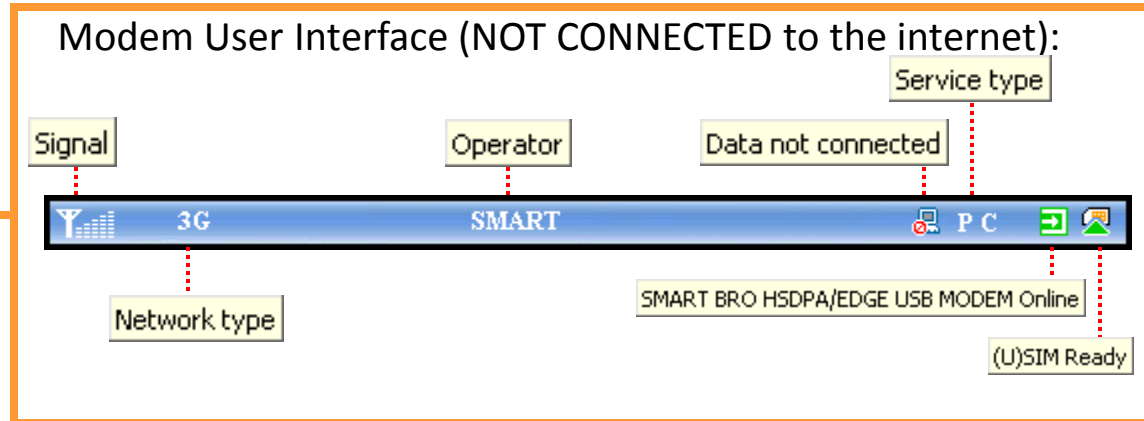 Modem User Interface (NOT CONNECTED to the internet):
Service type
Signal
Operator
Data not connected
3G
SMART
P C
Network type
SMART BRO HSDPA/EDGE USB MODEM Online
(U)SIM Ready